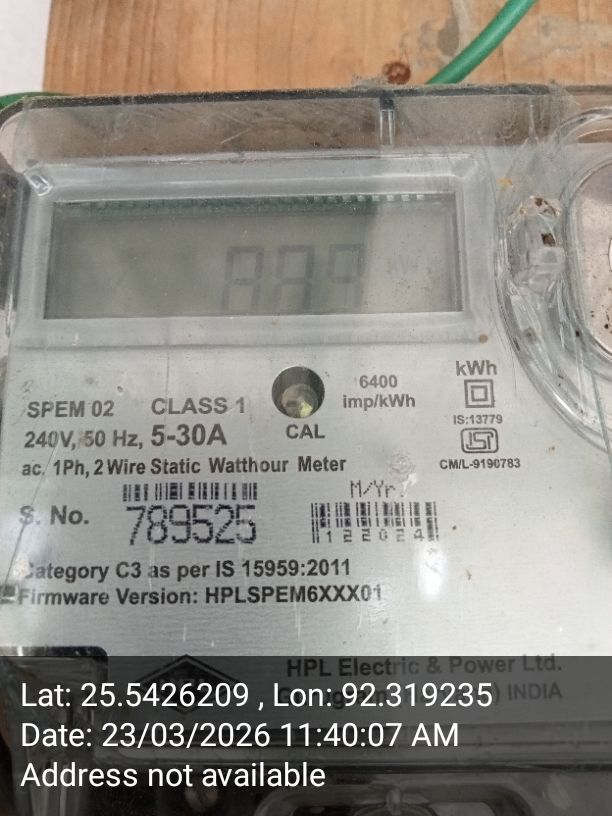 kWh
SPEM 02 CLASS 1
6400
imp/kWh
240V, 50 Hz, 5-30A
CAL
IS:13779
ISI
CM/L-9190783
ac. 1Ph, 2 Wire Static Watthour Meter
M/Yr.
S. No. 789525
122024
Category C3 as per IS 15959:2011
Firmware Version: HPLSPEM6XXX01
HPL Electric & Power Ltd.
INDIA
Lat: 25.5426209 , Lon: 92.319235
Date: 23/03/2026 11:40:07 AM
Address not available